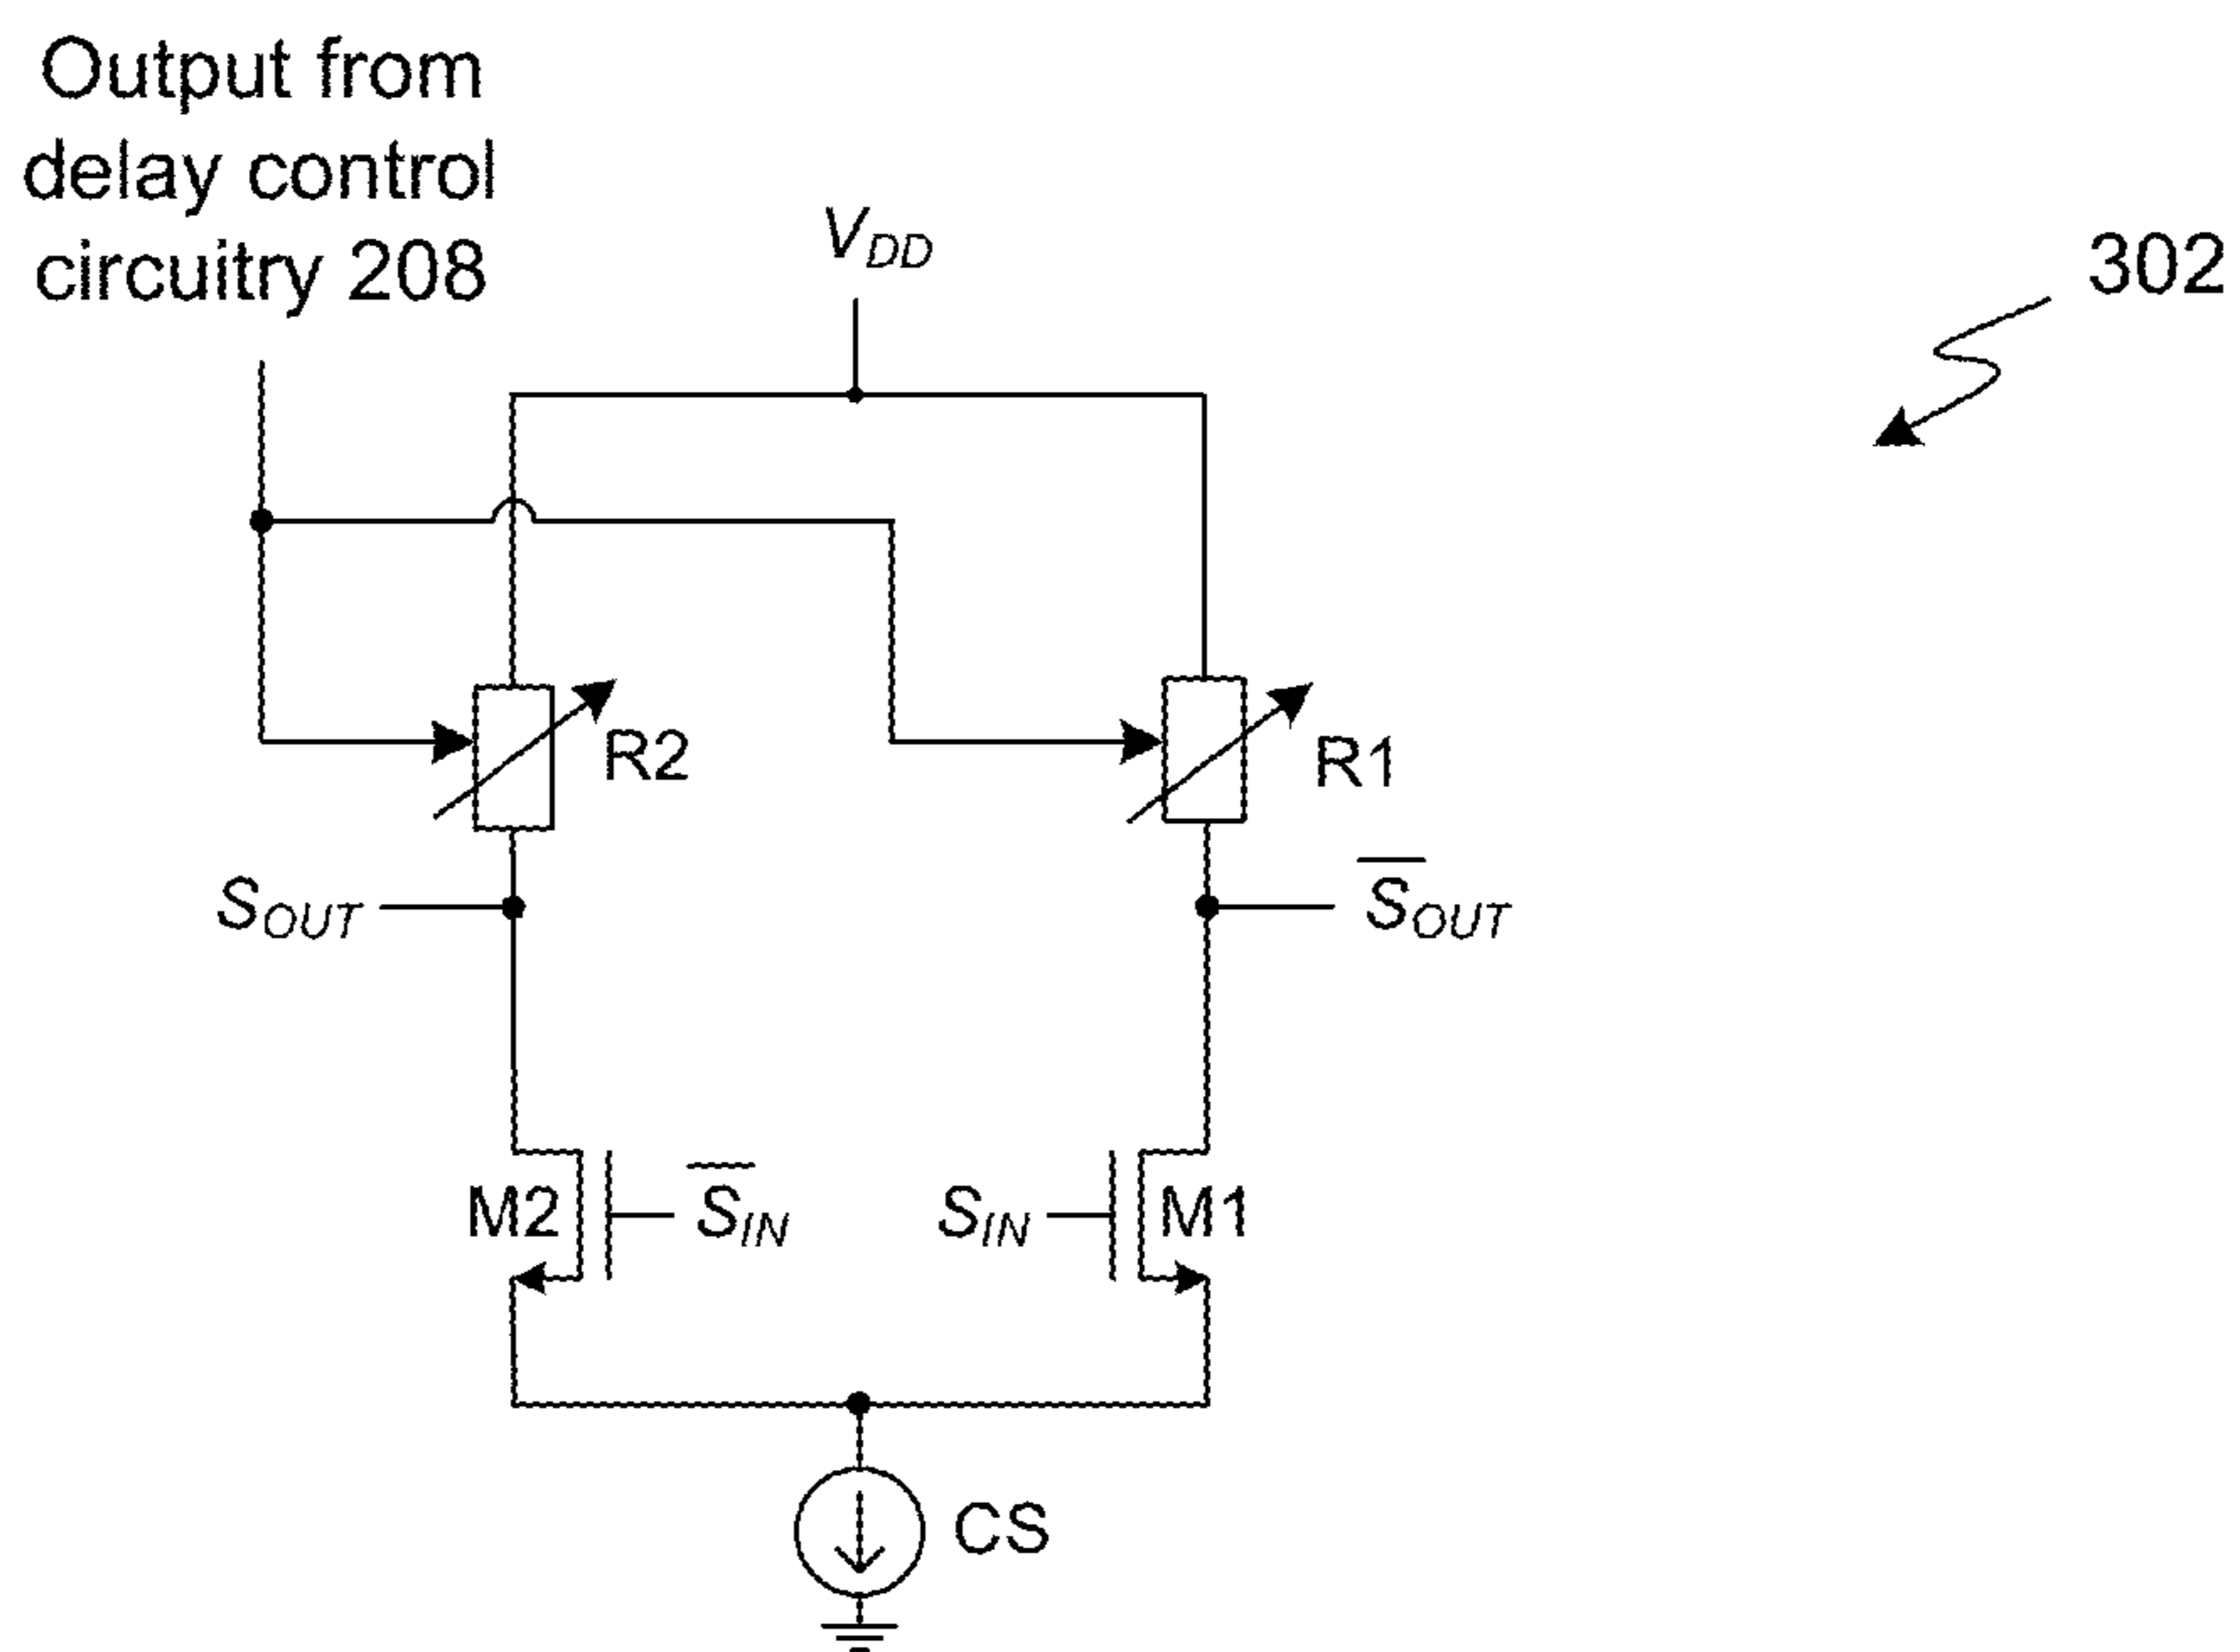 Output from
delay control
circuitry 208
V_DD
302
R2
R1
S_OUT
S̅_OUT
M2
S̅_IN
S_IN
M1
CS